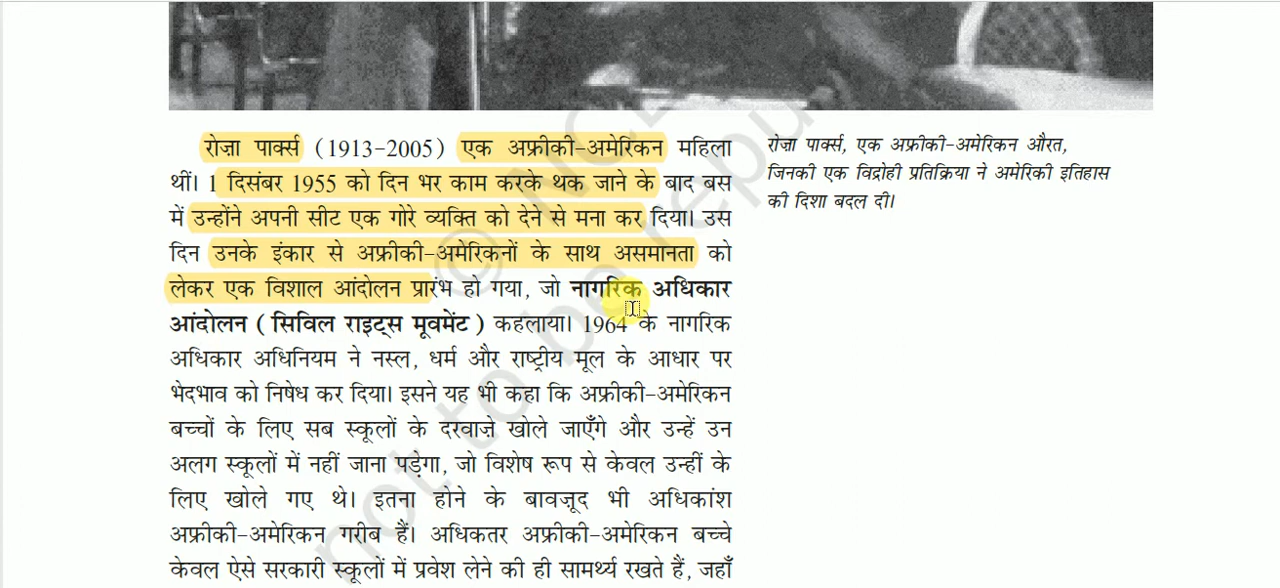 रोज़ा पार्क्स (1913-2005) एक अफ्रीकी-अमेरिकन महिला
थीं। 1 दिसंबर 1955 को दिन भर काम करके थक जाने के बाद बस
में उन्होंने अपनी सीट एक गोरे व्यक्ति को देने से मना कर दिया। उस
दिन उनके इंकार से अफ्रीकी-अमेरिकनों के साथ असमानता को
लेकर एक विशाल आंदोलन प्रारंभ हो गया, जो नागरिक अधिकार
आंदोलन ( सिविल राइट्स मूवमेंट ) कहलाया। 1964 के नागरिक
अधिकार अधिनियम ने नस्ल, धर्म और राष्ट्रीय मूल के आधार पर
भेदभाव को निषेध कर दिया। इसने यह भी कहा कि अफ्रीकी-अमेरिकन
बच्चों के लिए सब स्कूलों के दरवाज़े खोले जाएँगे और उन्हें उन
अलग स्कूलों में नहीं जाना पड़ेगा, जो विशेष रूप से केवल उन्हीं के
लिए खोले गए थे। इतना होने के बावज़ूद भी अधिकांश
अफ्रीकी-अमेरिकन गरीब हैं। अधिकतर अफ्रीकी-अमेरिकन बच्चे
केवल ऐसे सरकारी स्कूलों में प्रवेश लेने की ही सामर्थ्य रखते हैं, जहाँ
रोज़ा पार्क्स, एक अफ्रीकी-अमेरिकन औरत,
जिनकी एक विद्रोही प्रतिक्रिया ने अमेरिकी इतिहास
की दिशा बदल दी।
© NCE
not to be repu